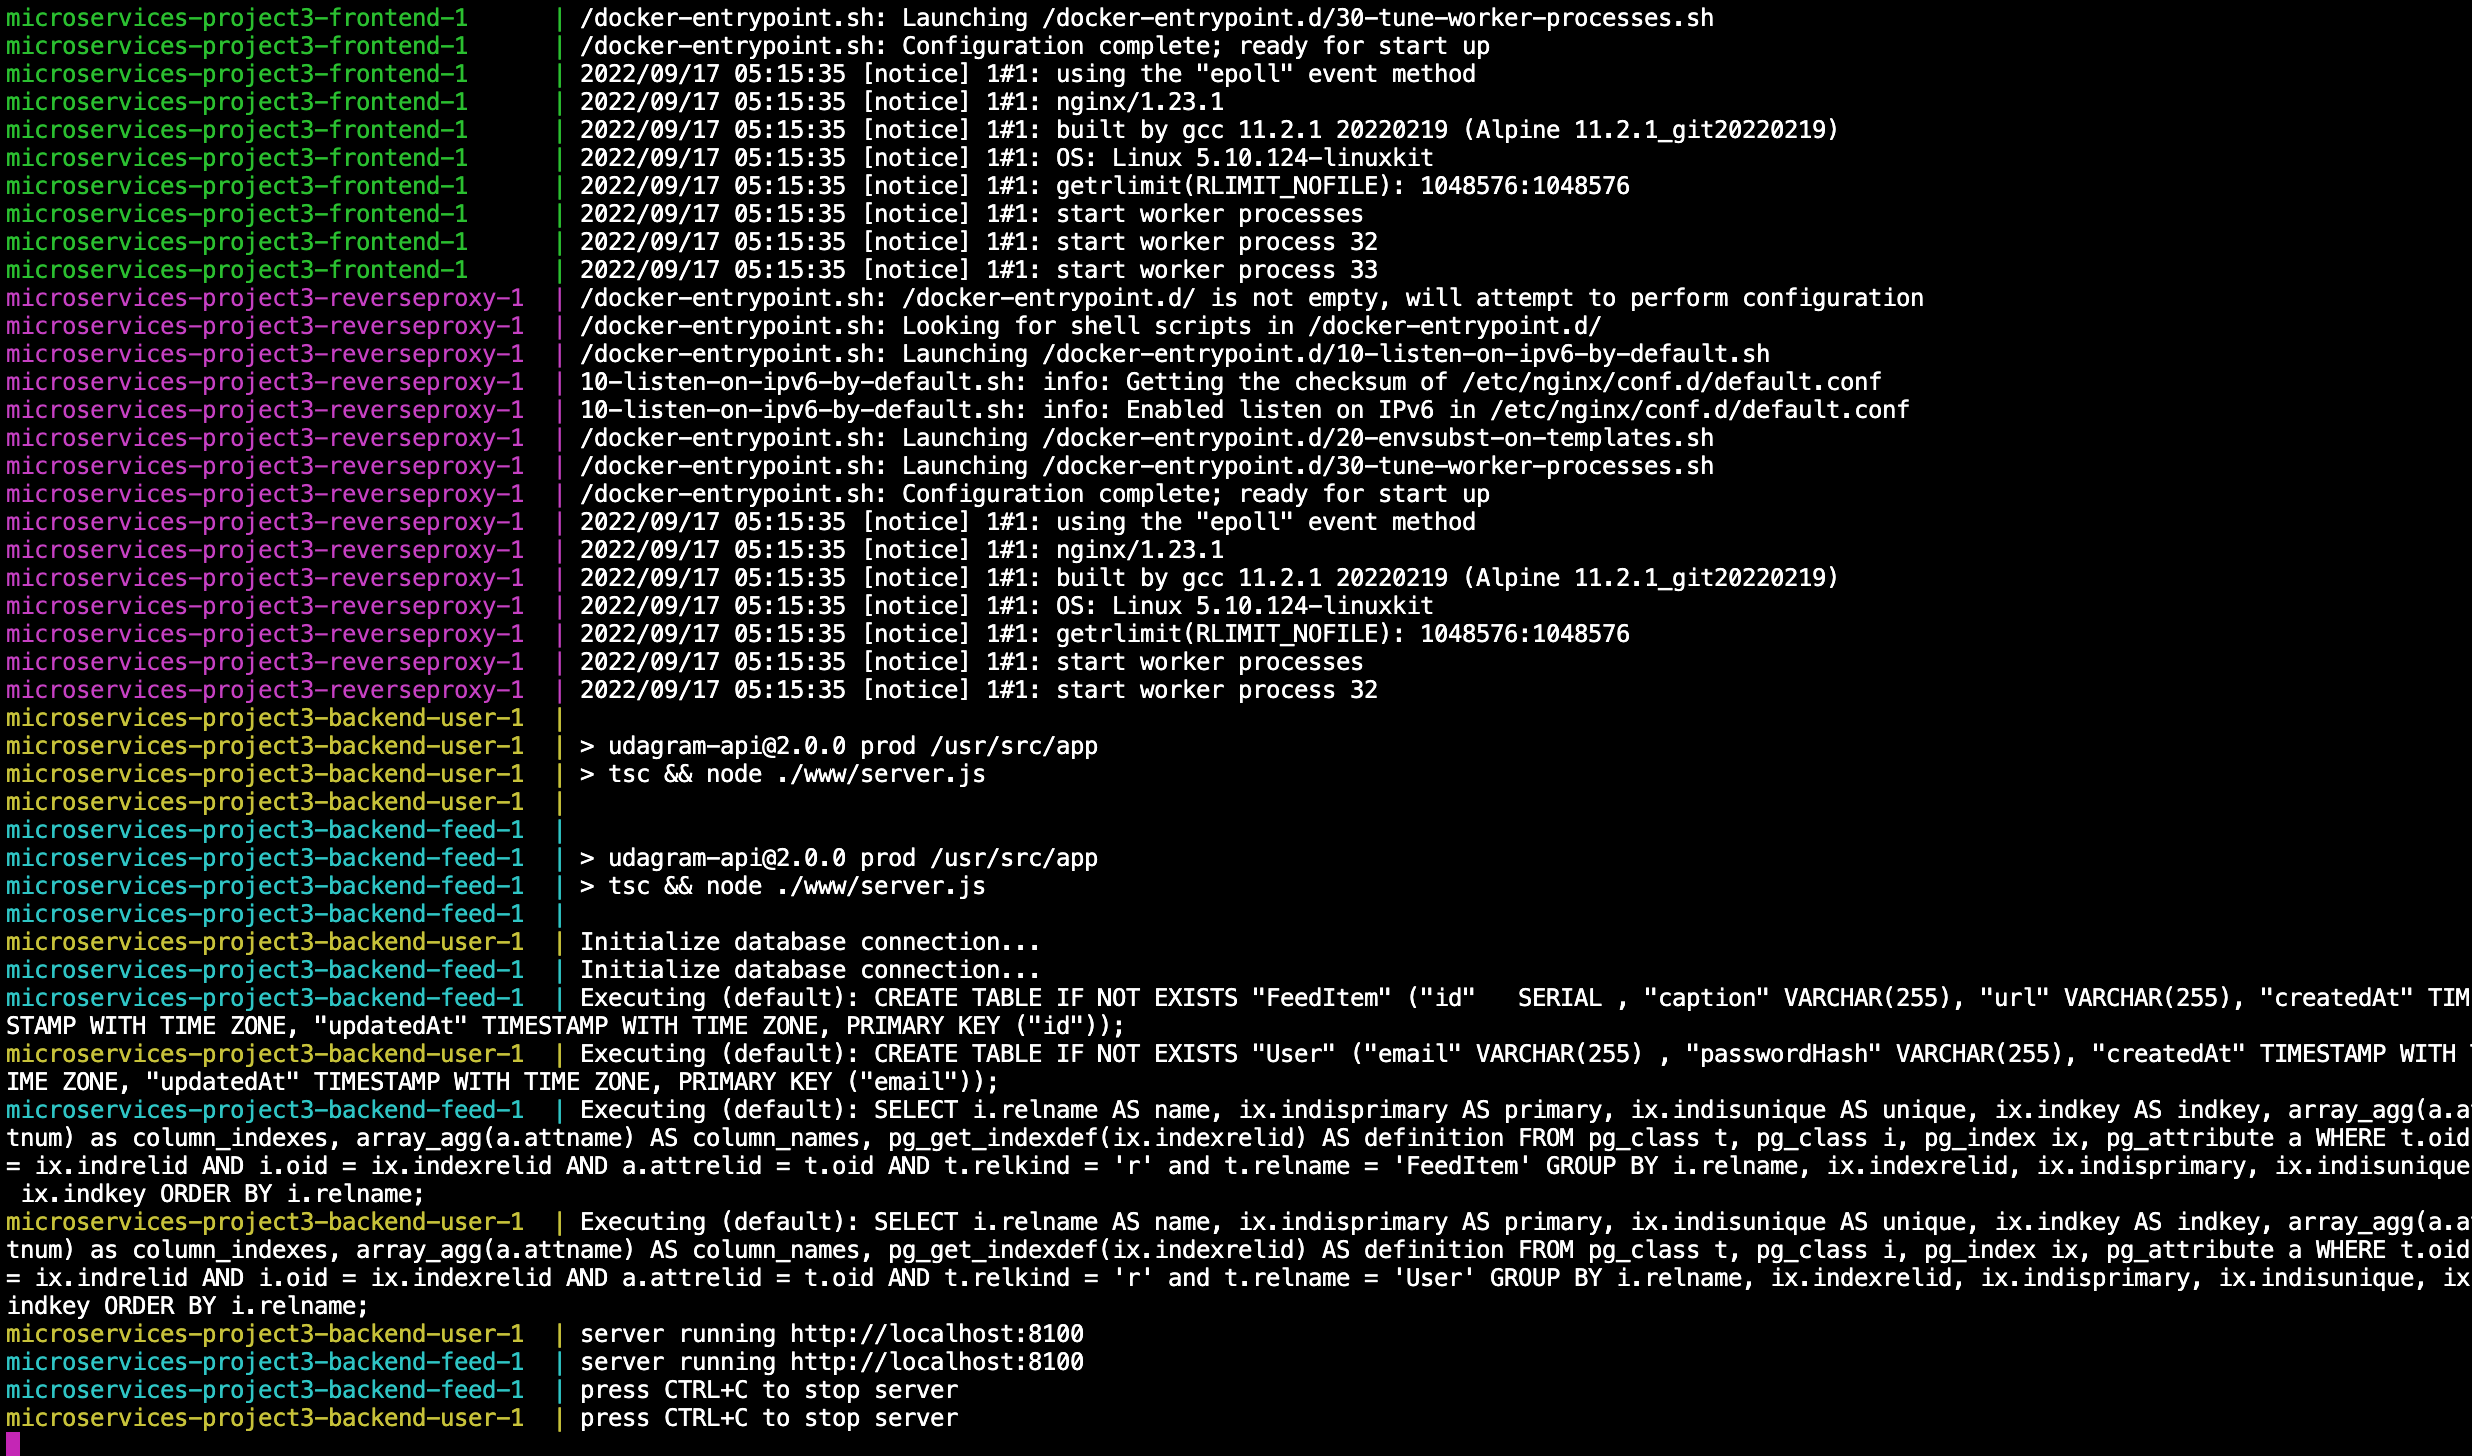 microservices-project3-frontend-1      | /docker-entrypoint.sh: Launching /docker-entrypoint.d/30-tune-worker-processes.sh
microservices-project3-frontend-1      | /docker-entrypoint.sh: Configuration complete; ready for start up
microservices-project3-frontend-1      | 2022/09/17 05:15:35 [notice] 1#1: using the "epoll" event method
microservices-project3-frontend-1      | 2022/09/17 05:15:35 [notice] 1#1: nginx/1.23.1
microservices-project3-frontend-1      | 2022/09/17 05:15:35 [notice] 1#1: built by gcc 11.2.1 20220219 (Alpine 11.2.1_git20220219)
microservices-project3-frontend-1      | 2022/09/17 05:15:35 [notice] 1#1: OS: Linux 5.10.124-linuxkit
microservices-project3-frontend-1      | 2022/09/17 05:15:35 [notice] 1#1: getrlimit(RLIMIT_NOFILE): 1048576:1048576
microservices-project3-frontend-1      | 2022/09/17 05:15:35 [notice] 1#1: start worker processes
microservices-project3-frontend-1      | 2022/09/17 05:15:35 [notice] 1#1: start worker process 32
microservices-project3-frontend-1      | 2022/09/17 05:15:35 [notice] 1#1: start worker process 33
microservices-project3-reverseproxy-1  | /docker-entrypoint.sh: /docker-entrypoint.d/ is not empty, will attempt to perform configuration
microservices-project3-reverseproxy-1  | /docker-entrypoint.sh: Looking for shell scripts in /docker-entrypoint.d/
microservices-project3-reverseproxy-1  | /docker-entrypoint.sh: Launching /docker-entrypoint.d/10-listen-on-ipv6-by-default.sh
microservices-project3-reverseproxy-1  | 10-listen-on-ipv6-by-default.sh: info: Getting the checksum of /etc/nginx/conf.d/default.conf
microservices-project3-reverseproxy-1  | 10-listen-on-ipv6-by-default.sh: info: Enabled listen on IPv6 in /etc/nginx/conf.d/default.conf
microservices-project3-reverseproxy-1  | /docker-entrypoint.sh: Launching /docker-entrypoint.d/20-envsubst-on-templates.sh
microservices-project3-reverseproxy-1  | /docker-entrypoint.sh: Launching /docker-entrypoint.d/30-tune-worker-processes.sh
microservices-project3-reverseproxy-1  | /docker-entrypoint.sh: Configuration complete; ready for start up
microservices-project3-reverseproxy-1  | 2022/09/17 05:15:35 [notice] 1#1: using the "epoll" event method
microservices-project3-reverseproxy-1  | 2022/09/17 05:15:35 [notice] 1#1: nginx/1.23.1
microservices-project3-reverseproxy-1  | 2022/09/17 05:15:35 [notice] 1#1: built by gcc 11.2.1 20220219 (Alpine 11.2.1_git20220219)
microservices-project3-reverseproxy-1  | 2022/09/17 05:15:35 [notice] 1#1: OS: Linux 5.10.124-linuxkit
microservices-project3-reverseproxy-1  | 2022/09/17 05:15:35 [notice] 1#1: getrlimit(RLIMIT_NOFILE): 1048576:1048576
microservices-project3-reverseproxy-1  | 2022/09/17 05:15:35 [notice] 1#1: start worker processes
microservices-project3-reverseproxy-1  | 2022/09/17 05:15:35 [notice] 1#1: start worker process 32
microservices-project3-backend-user-1  |
microservices-project3-backend-user-1  | > udagram-api@2.0.0 prod /usr/src/app
microservices-project3-backend-user-1  | > tsc && node ./www/server.js
microservices-project3-backend-user-1  |
microservices-project3-backend-feed-1  |
microservices-project3-backend-feed-1  | > udagram-api@2.0.0 prod /usr/src/app
microservices-project3-backend-feed-1  | > tsc && node ./www/server.js
microservices-project3-backend-feed-1  |
microservices-project3-backend-user-1  | Initialize database connection...
microservices-project3-backend-feed-1  | Initialize database connection...
microservices-project3-backend-feed-1  | Executing (default): CREATE TABLE IF NOT EXISTS "FeedItem" ("id"   SERIAL , "caption" VARCHAR(255), "url" VARCHAR(255), "createdAt" TIM
STAMP WITH TIME ZONE, "updatedAt" TIMESTAMP WITH TIME ZONE, PRIMARY KEY ("id"));
microservices-project3-backend-user-1  | Executing (default): CREATE TABLE IF NOT EXISTS "User" ("email" VARCHAR(255) , "passwordHash" VARCHAR(255), "createdAt" TIMESTAMP WITH T
IME ZONE, "updatedAt" TIMESTAMP WITH TIME ZONE, PRIMARY KEY ("email"));
microservices-project3-backend-feed-1  | Executing (default): SELECT i.relname AS name, ix.indisprimary AS primary, ix.indisunique AS unique, ix.indkey AS indkey, array_agg(a.at
tnum) as column_indexes, array_agg(a.attname) AS column_names, pg_get_indexdef(ix.indexrelid) AS definition FROM pg_class t, pg_class i, pg_index ix, pg_attribute a WHERE t.oid
= ix.indrelid AND i.oid = ix.indexrelid AND a.attrelid = t.oid AND t.relkind = 'r' and t.relname = 'FeedItem' GROUP BY i.relname, ix.indexrelid, ix.indisprimary, ix.indisunique
 ix.indkey ORDER BY i.relname;
microservices-project3-backend-user-1  | Executing (default): SELECT i.relname AS name, ix.indisprimary AS primary, ix.indisunique AS unique, ix.indkey AS indkey, array_agg(a.at
tnum) as column_indexes, array_agg(a.attname) AS column_names, pg_get_indexdef(ix.indexrelid) AS definition FROM pg_class t, pg_class i, pg_index ix, pg_attribute a WHERE t.oid
= ix.indrelid AND i.oid = ix.indexrelid AND a.attrelid = t.oid AND t.relkind = 'r' and t.relname = 'User' GROUP BY i.relname, ix.indexrelid, ix.indisprimary, ix.indisunique, ix
indkey ORDER BY i.relname;
microservices-project3-backend-user-1  | server running http://localhost:8100
microservices-project3-backend-feed-1  | server running http://localhost:8100
microservices-project3-backend-feed-1  | press CTRL+C to stop server
microservices-project3-backend-user-1  | press CTRL+C to stop server